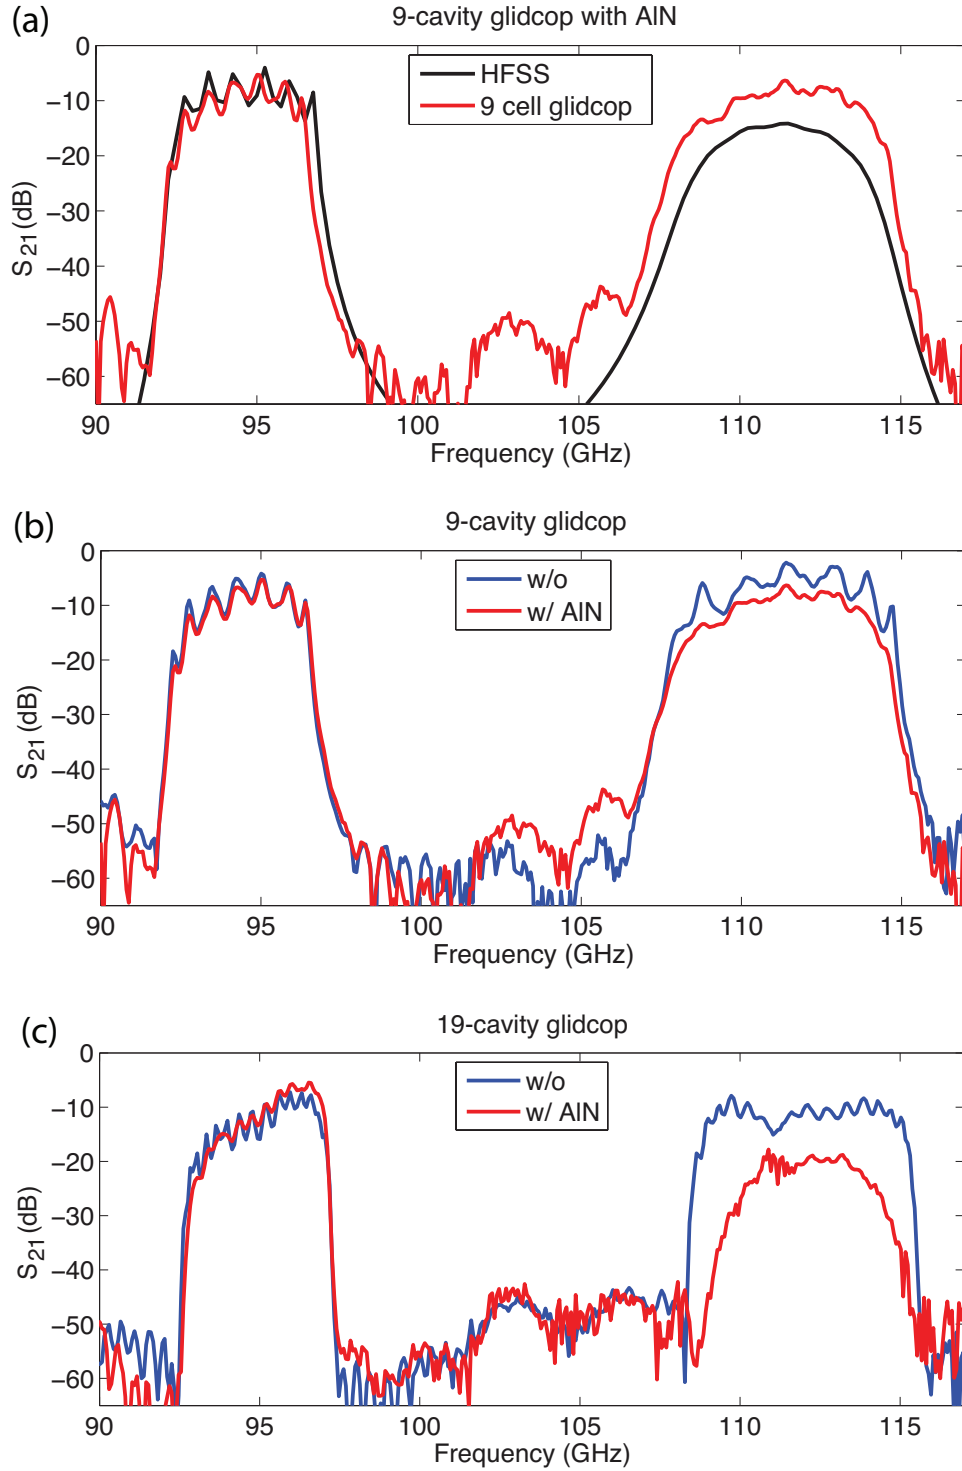 (a)
9-cavity glidcop with AlN
HFSS
9 cell glidcop
S21 (dB)
0
−10
−20
−30
−40
−50
−60
90 95 100 105 110 115
Frequency (GHz)
(b)
9-cavity glidcop
w/o
w/ AlN
S21 (dB)
0
−10
−20
−30
−40
−50
−60
90 95 100 105 110 115
Frequency (GHz)
(c)
19-cavity glidcop
w/o
w/ AlN
S21 (dB)
0
−10
−20
−30
−40
−50
−60
90 95 100 105 110 115
Frequency (GHz)